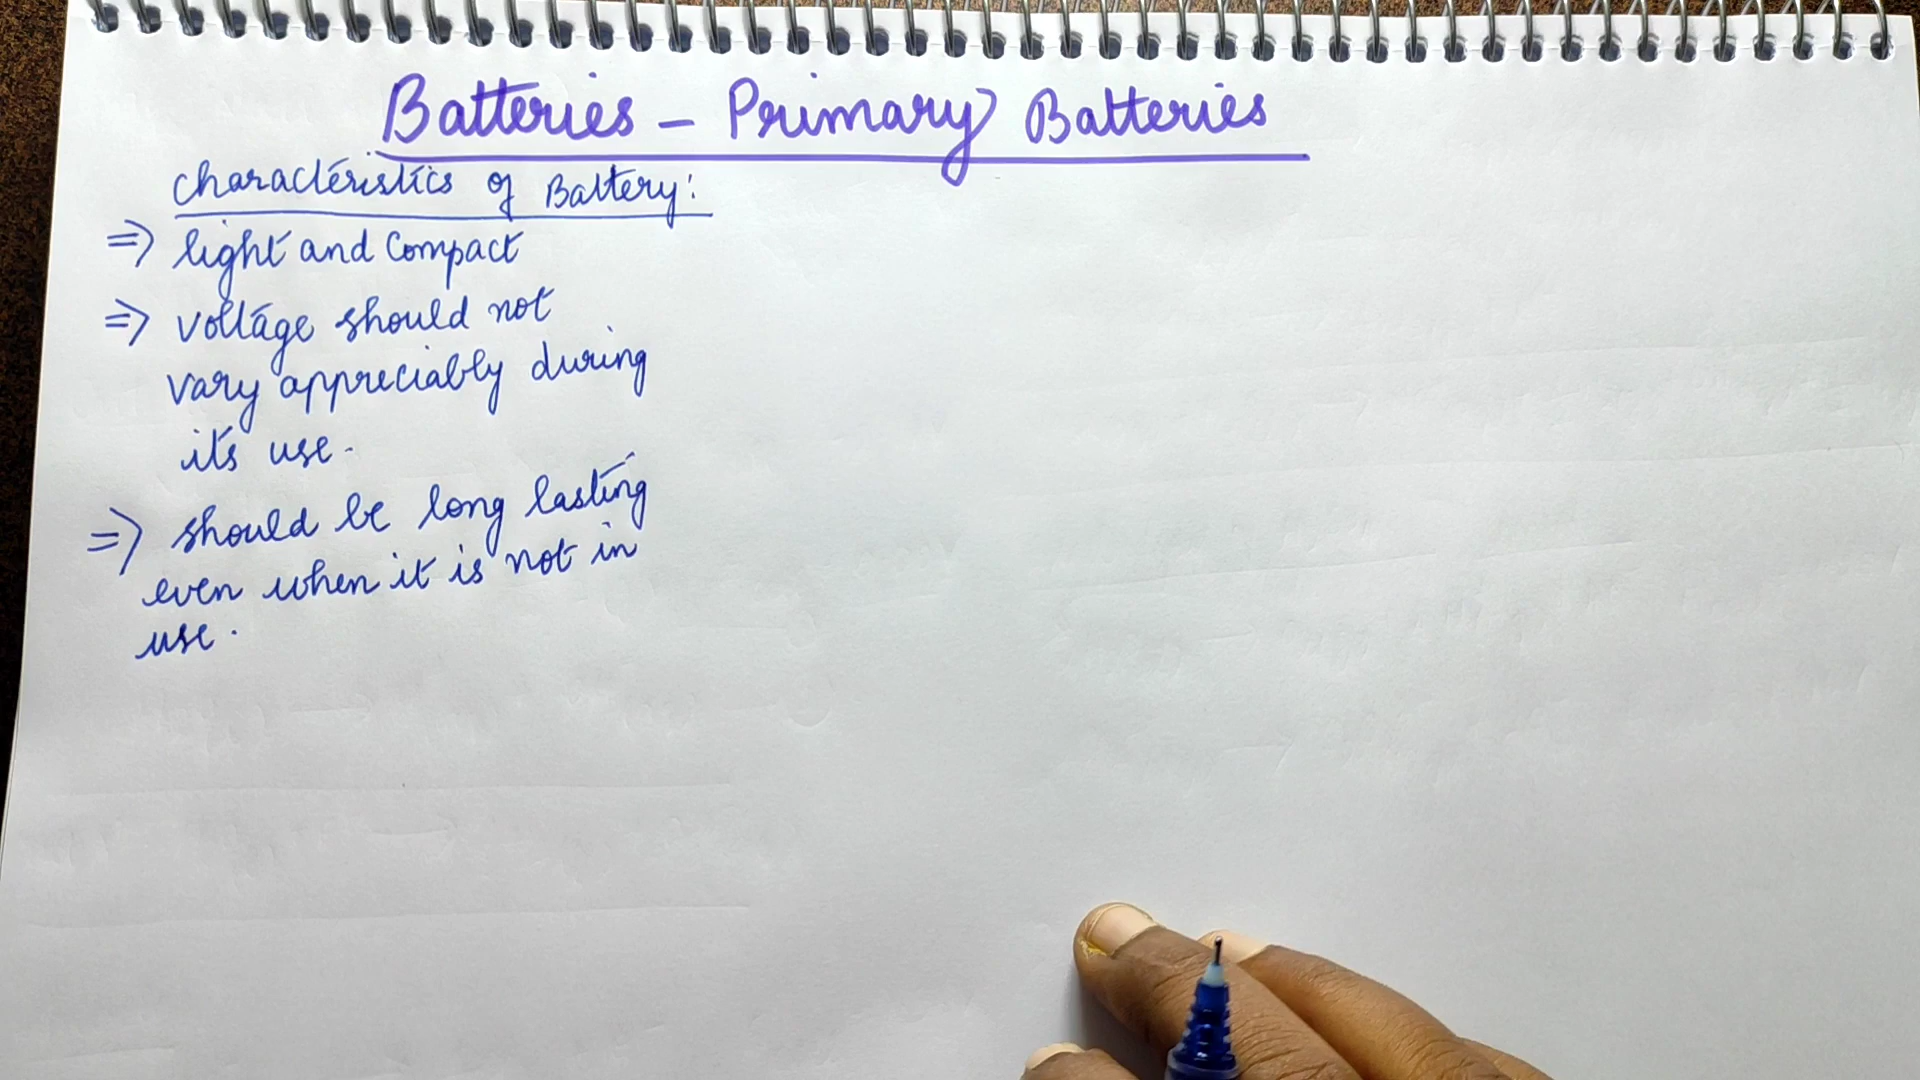 Batteries - Primary Batteries
Characteristics of Battery:
=> light and Compact
=> Voltage should not
vary appreciably during
its use.
=> should be long lasting
even when it is not in
use.